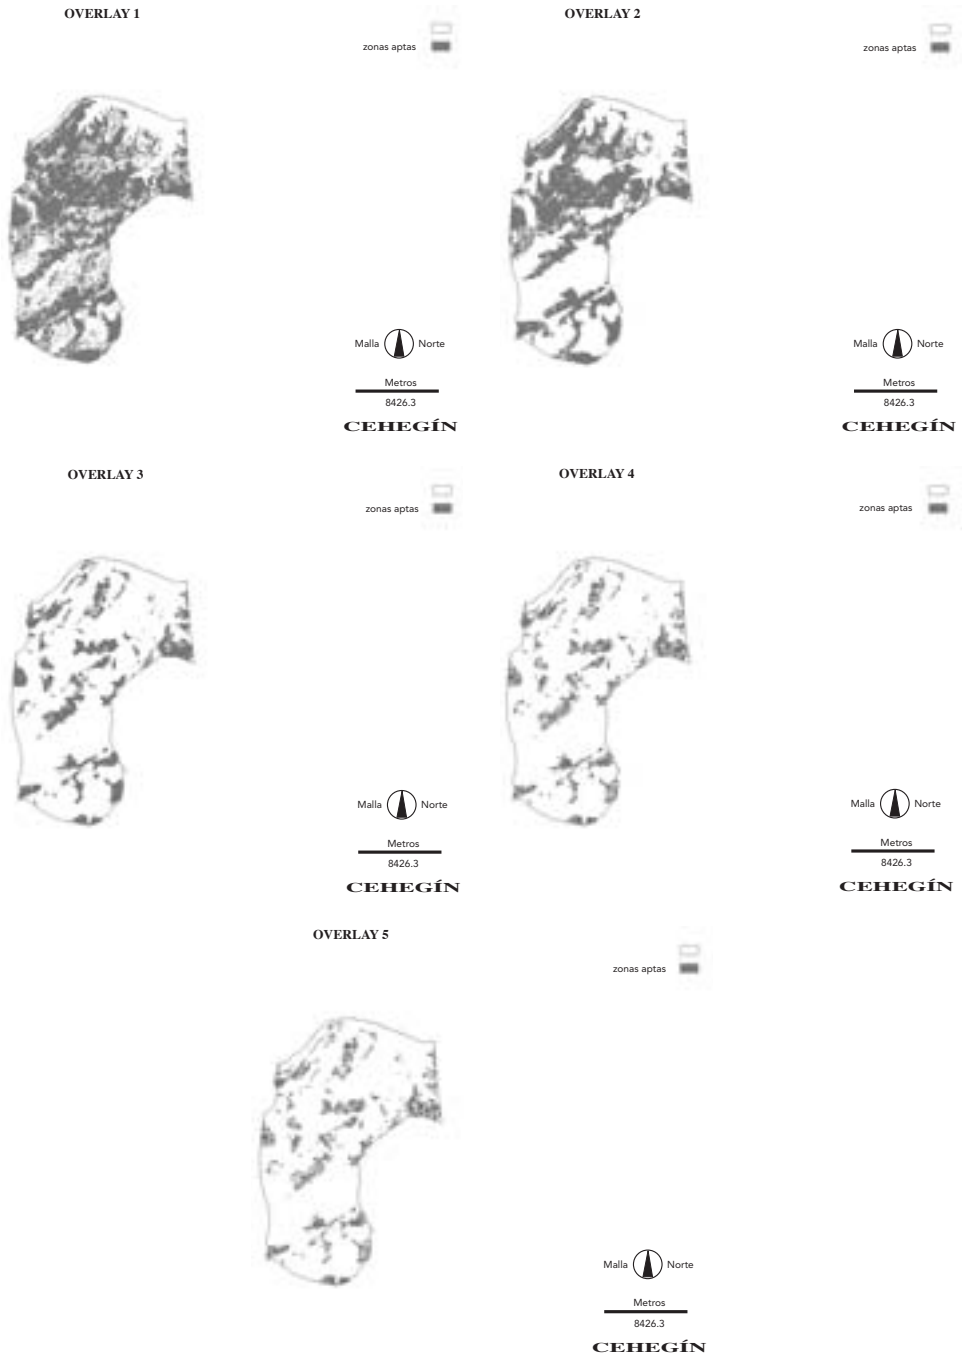 OVERLAY 1
zonas aptas
Malla Norte
Metros
8426.3
CEHEGÍN
OVERLAY 2
zonas aptas
Malla Norte
Metros
8426.3
CEHEGÍN
OVERLAY 3
zonas aptas
Malla Norte
Metros
8426.3
CEHEGÍN
OVERLAY 4
zonas aptas
Malla Norte
Metros
8426.3
CEHEGÍN
OVERLAY 5
zonas aptas
Malla Norte
Metros
8426.3
CEHEGÍN